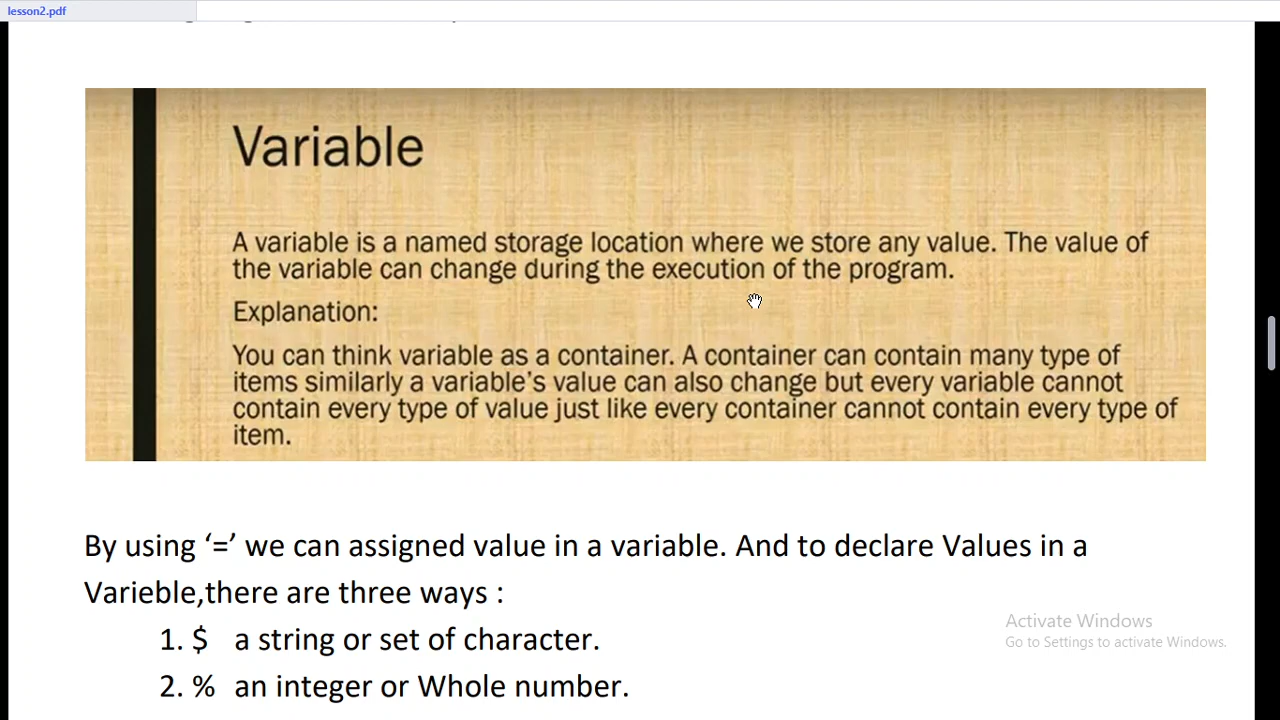 lesson2.pdf
Variable
A variable is a named storage location where we store any value. The value of
the variable can change during the execution of the program.
Explanation:
You can think variable as a container. A container can contain many type of
items similarly a variable's value can also change but every variable cannot
contain every type of value just like every container cannot contain every type of
item.
By using ‘=’ we can assigned value in a variable. And to declare Values in a
Varieble,there are three ways :
1. $ a string or set of character.
2. % an integer or Whole number.
Activate Windows
Go to Settings to activate Windows.